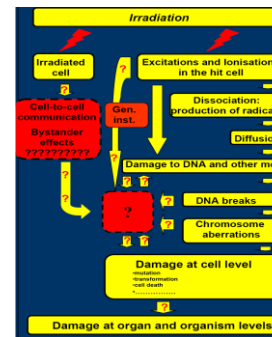 Irradiation
Irradiated
cell
?
Excitations and Ionisation
in the hit cell
?
Cell-to-cell
communication
Bystander
effects
??????????
Gen.
inst.
Dissociation:
production of radica
Diffusio
Damage to DNA and other mo
?
?
? ?
?
? DNA breaks
? Chromosome
aberrations
? ?
Damage at cell level
•mutation
•transformation
•cell death
•..................
?
Damage at organ and organism levels